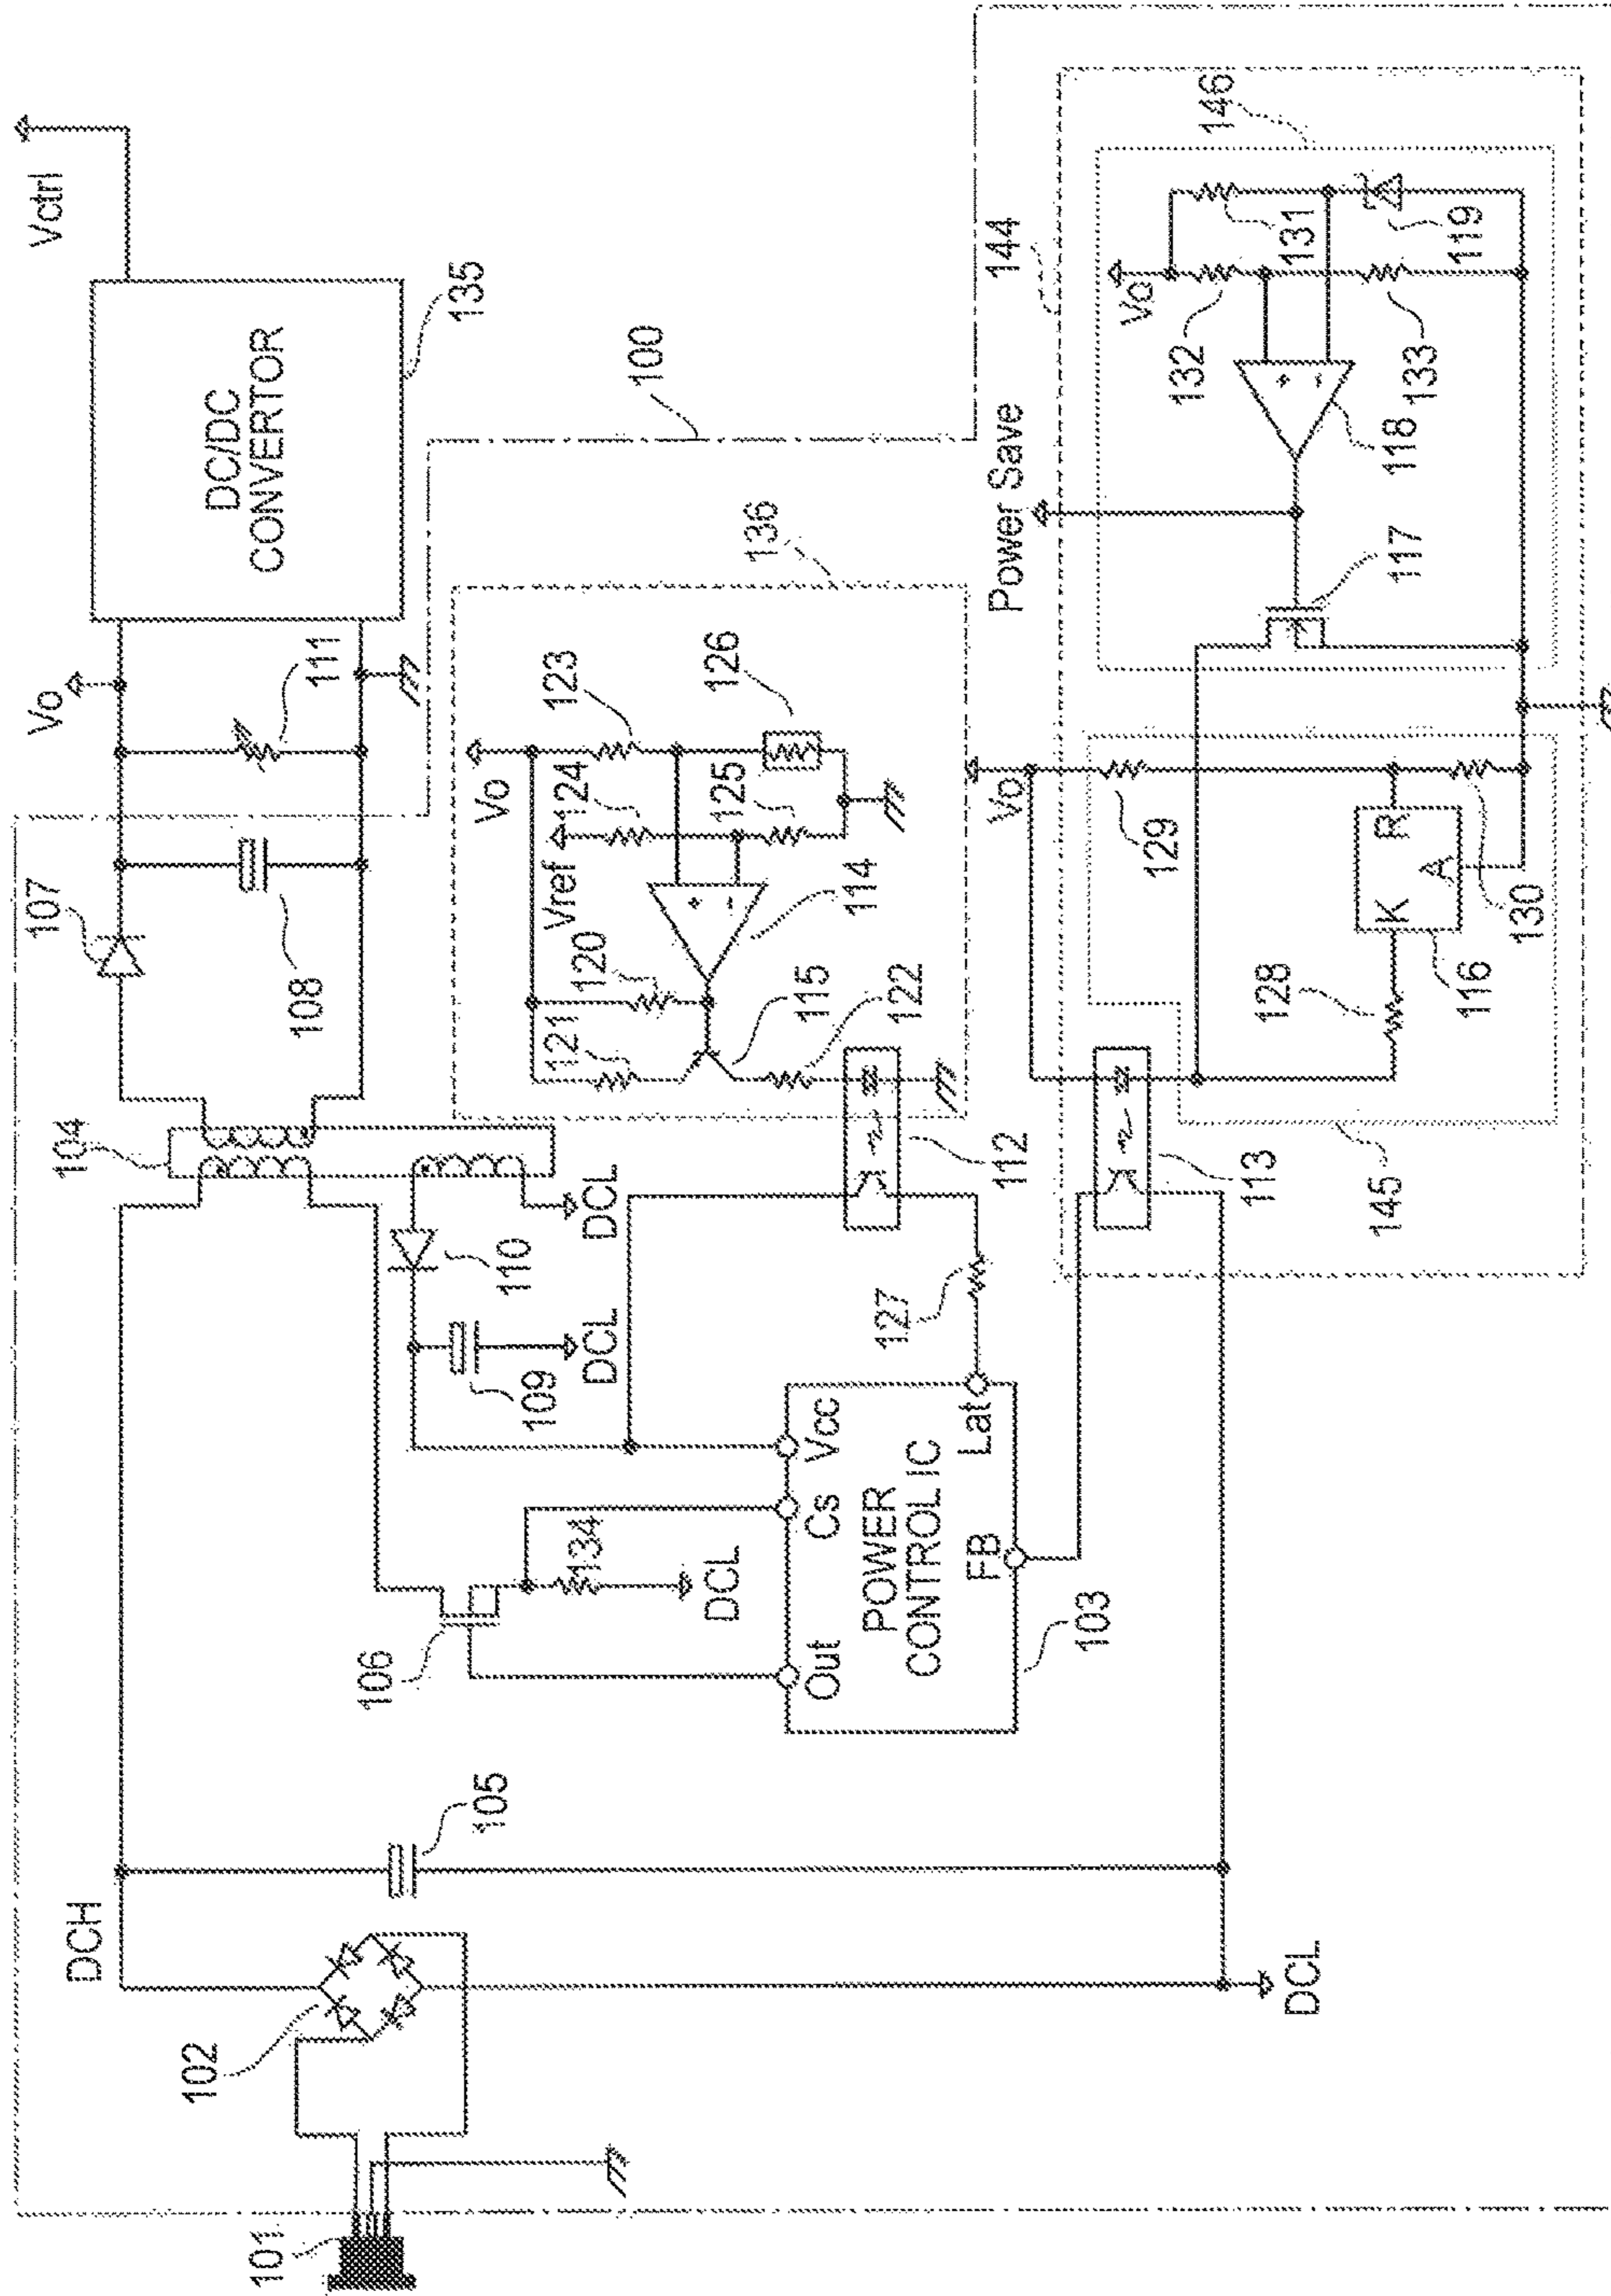 101
102
DCH
105
DCL
106
134
DCL
Out
Cs
Vcc
POWER
CONTROL IC
FB
Lat
103
109
DCL
110
DCL
104
127
112
113
107
108
Vo
111
DC/DC
CONVERTOR
135
Vctrl
100
136
121
120
Vref
124
Vo
123
125
126
114
115
122
145
128
K
R
A
116
130
129
Vo
Power Save
117
118
132
133
Vo
131
119
144
146